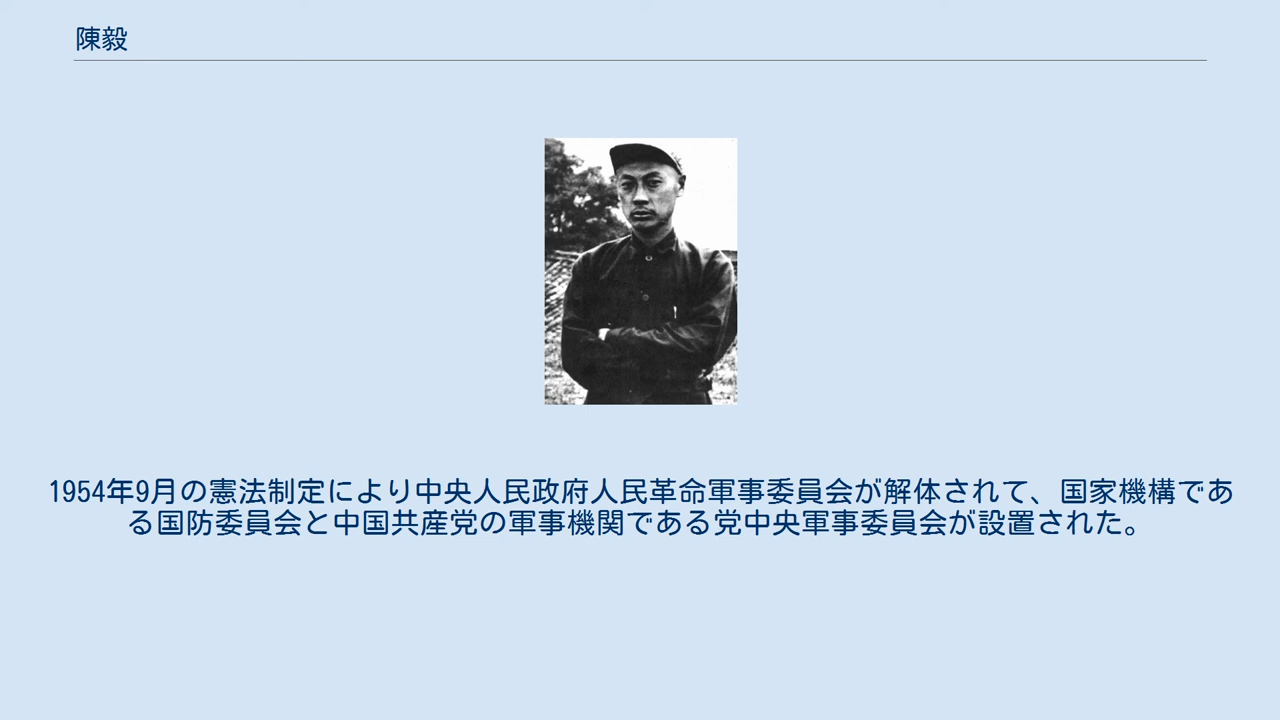 陳毅
1954年9月の憲法制定により中央人民政府人民革命軍事委員会が解体されて、国家機構であ
る国防委員会と中国共産党の軍事機関である党中央軍事委員会が設置された。